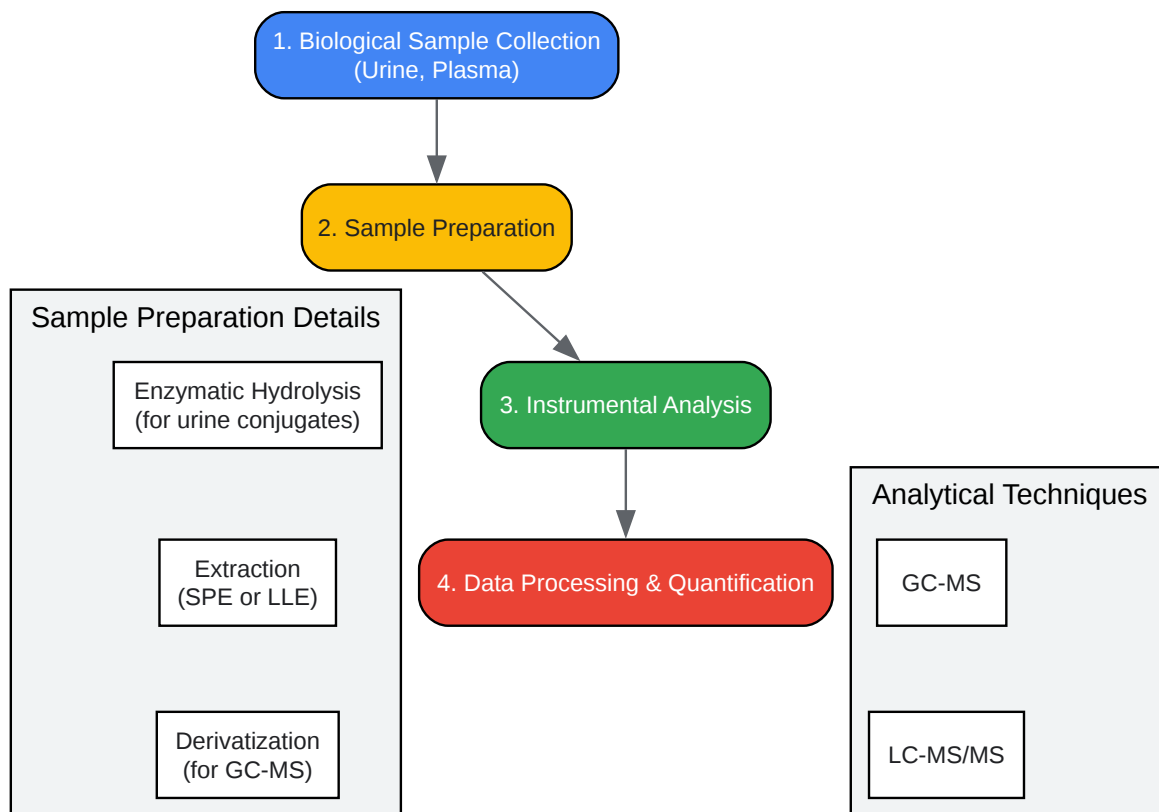 1. Biological Sample Collection
(Urine, Plasma)
2. Sample Preparation
Sample Preparation Details
Enzymatic Hydrolysis
(for urine conjugates)
3. Instrumental Analysis
Analytical Techniques
Extraction
(SPE or LLE)
4. Data Processing & Quantification
GC-MS
Derivatization
(for GC-MS)
LC-MS/MS